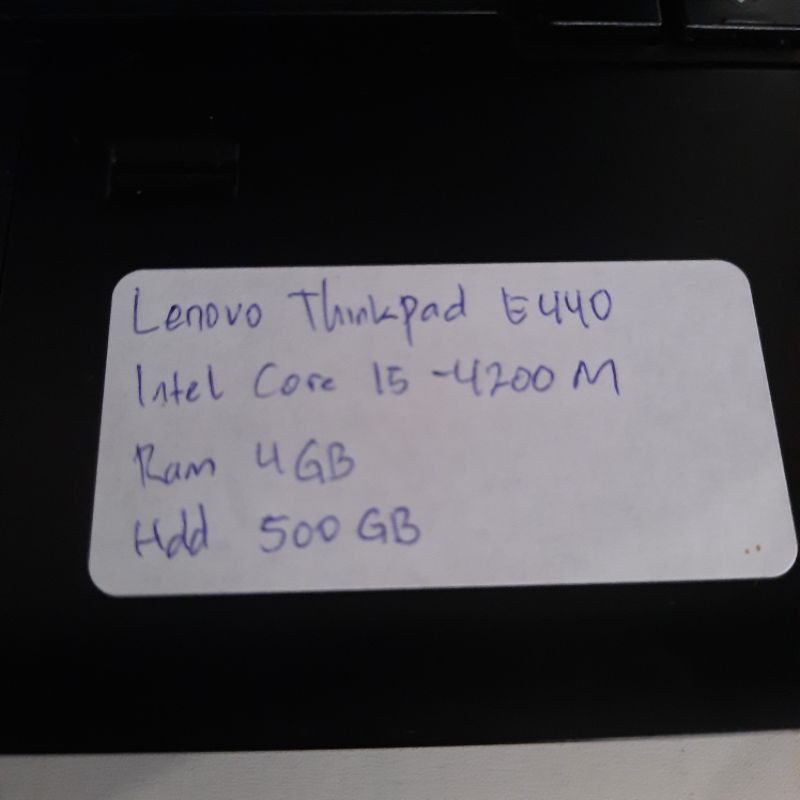 Lenovo Thinkpad E440
Intel Core i5 -4200 M
Ram 4GB
Hdd 500 GB